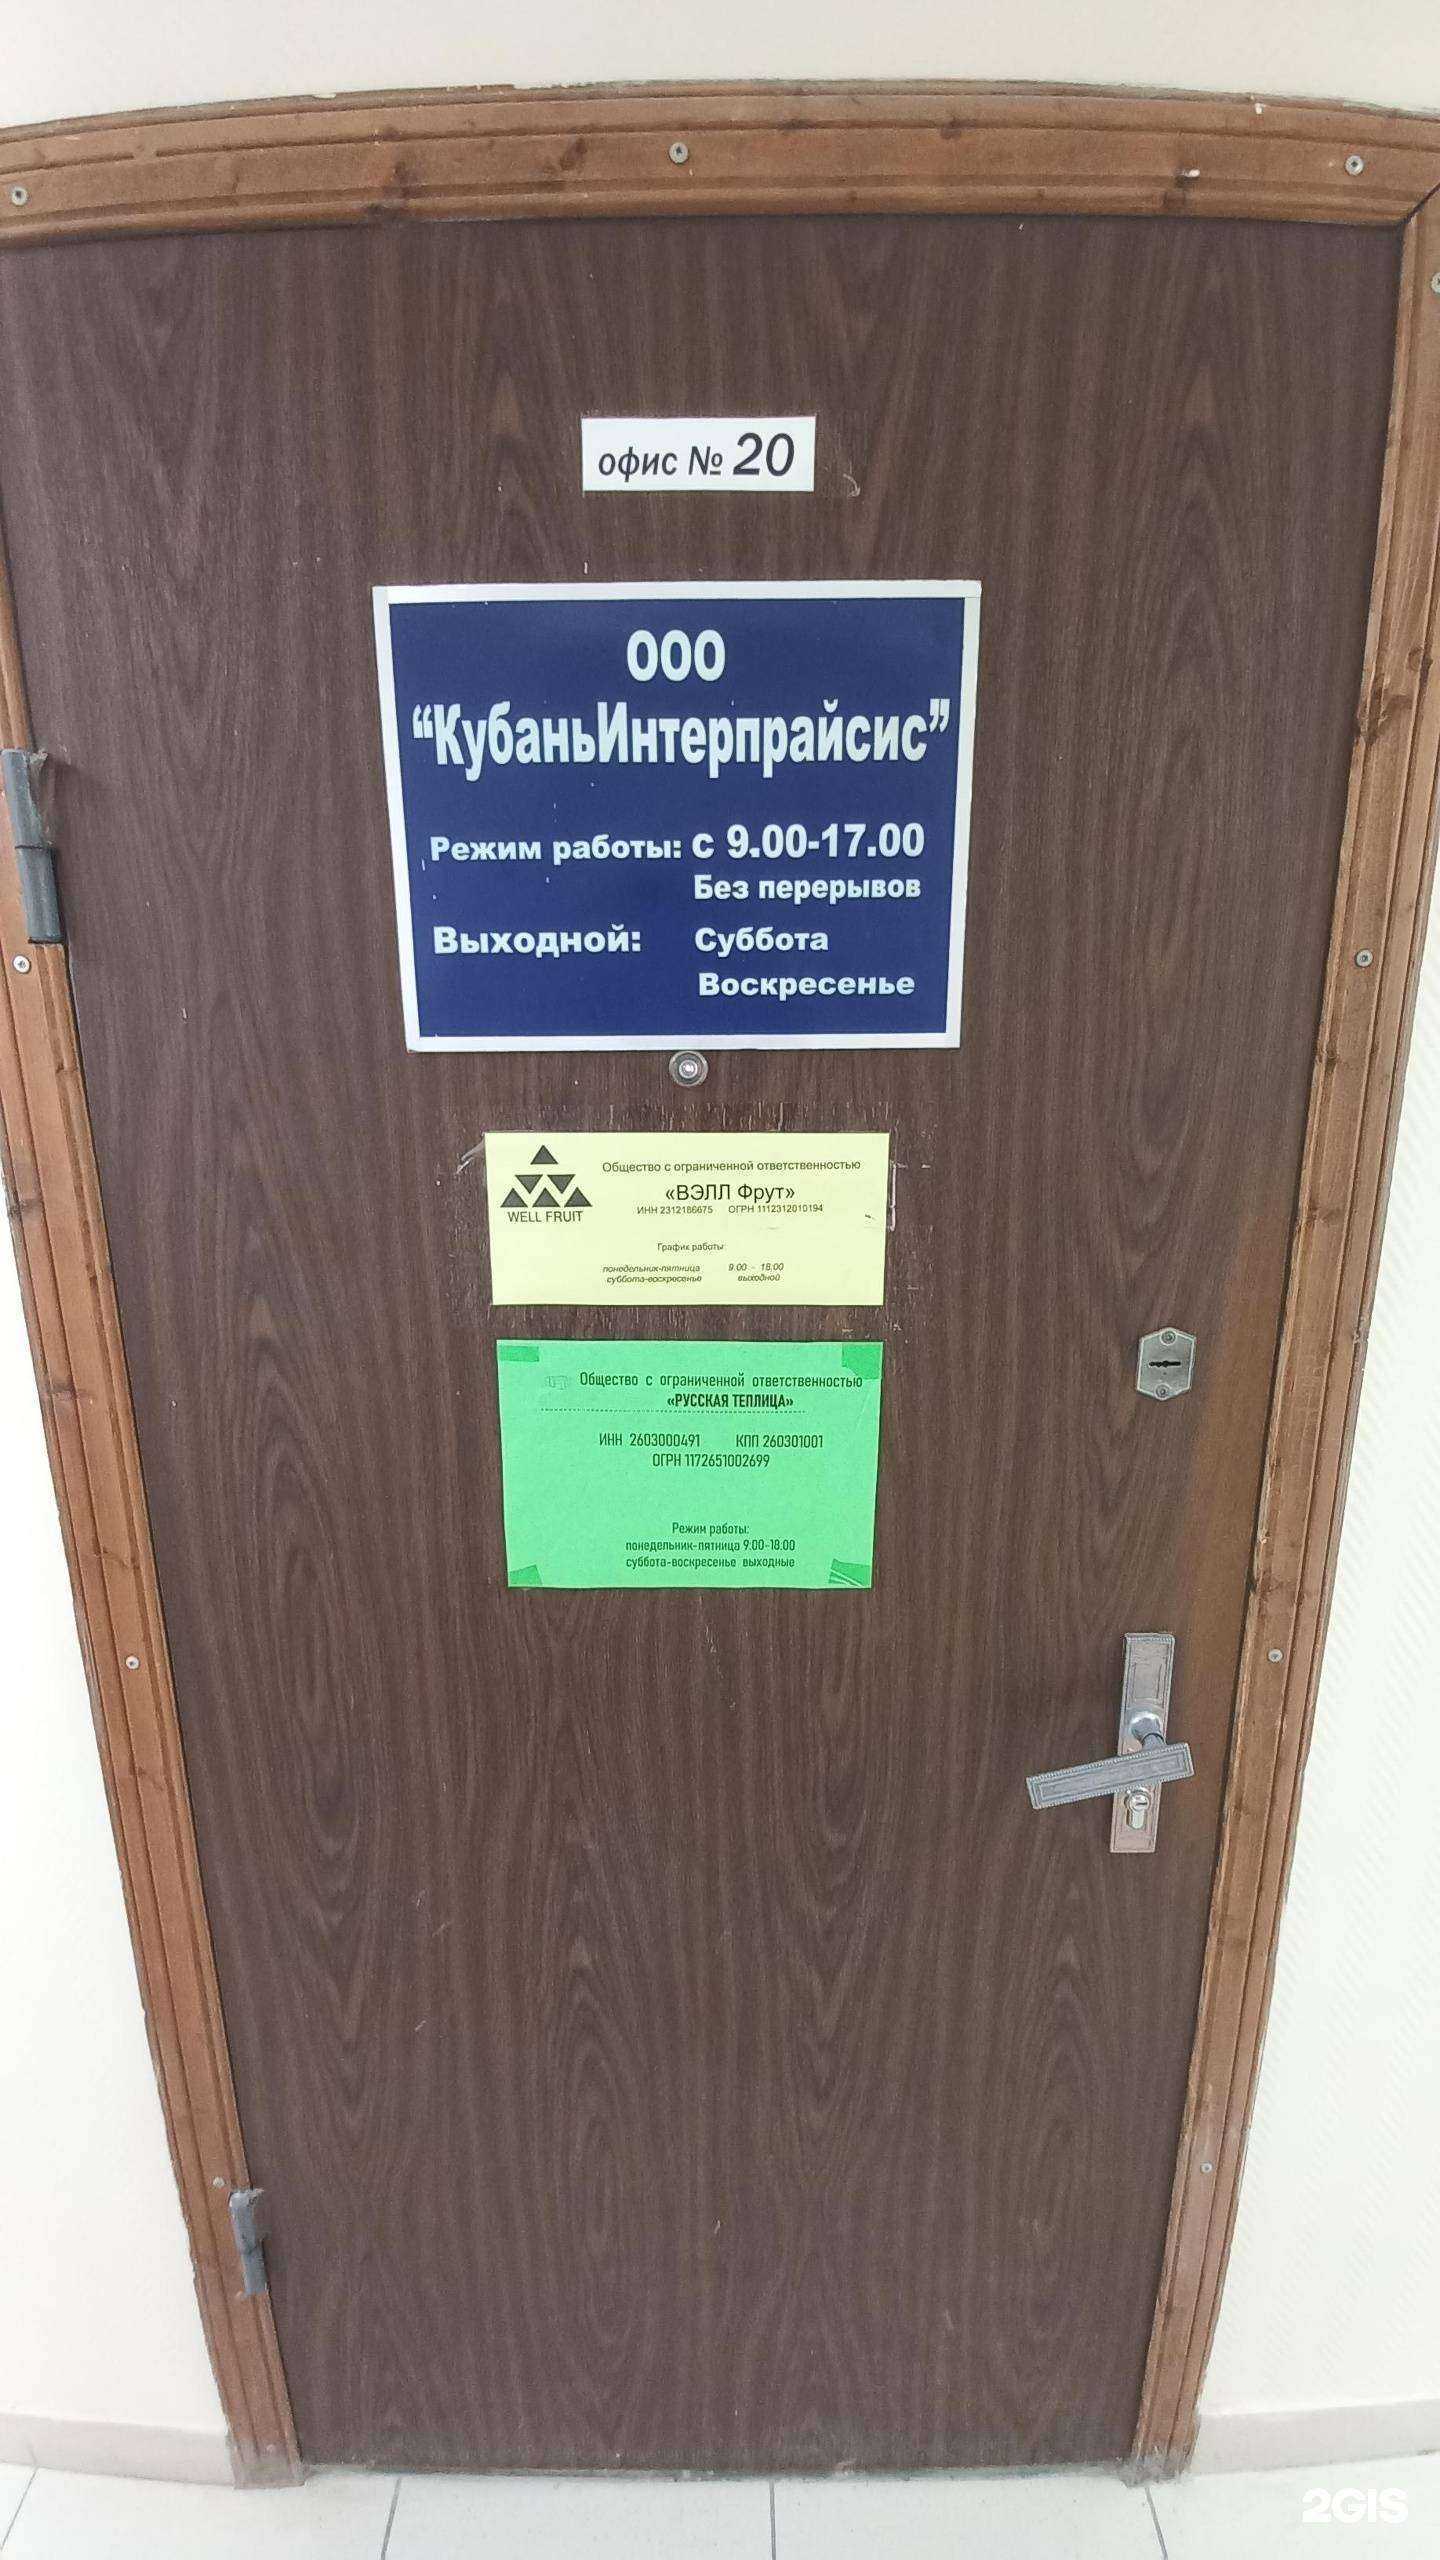 офис № 20
ООО
“КубаньИнтерпрайсис”
Режим работы: с 9.00-17.00
Без перерывов
Выходной: Суббота
Воскресенье
Общество с ограниченной ответственностью
«ВЭЛЛ Фрут»
ИНН 2312186675 ОГРН 1112312010194
WELL FRUIT
График работы:
понедельник-пятница 9.00 - 18.00
суббота-воскресенье выходной
Общество с ограниченной ответственностью
«РУССКАЯ ТЕПЛИЦА»
ИНН 2603000491 КПП 260301001
ОГРН 1172651002699
Режим работы:
понедельник-пятница 9.00-18.00
суббота-воскресенье выходные
2GIS